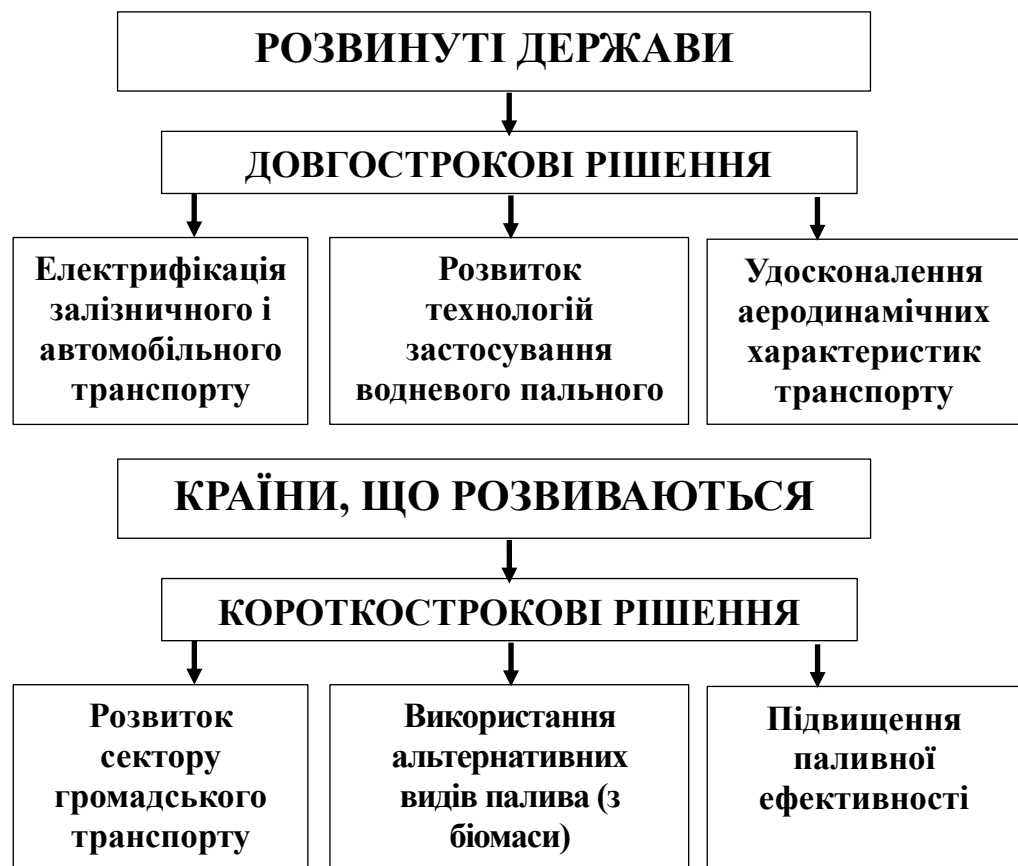 РОЗВИНУТІ ДЕРЖАВИ
ДОВГОСТРОКОВІ РІШЕННЯ
Електрифікація
залізничного і
автомобільного
транспорту
Розвиток
технологій
застосування
водневого пального
Удосконалення
аеродинамічних
характеристик
транспорту
КРАЇНИ, ЩО РОЗВИВАЮТЬСЯ
КОРОТКОСТРОКОВІ РІШЕННЯ
Розвиток
сектору
громадського
транспорту
Використання
альтернативних
видів палива (з
біомаси)
Підвищення
паливної
ефективності